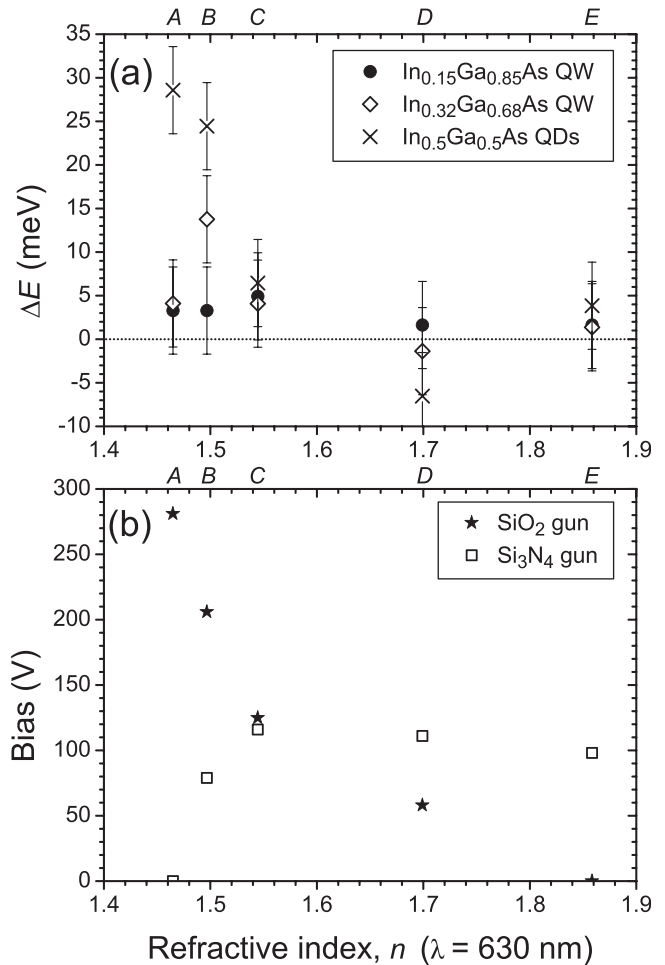 A B C D E
(a)
In0.15Ga0.85As QW
In0.32Ga0.68As QW
In0.5Ga0.5As QDs
35
30
25
20
15
10
5
0
-5
-10
ΔE (meV)
1.4 1.5 1.6 1.7 1.8 1.9
A B C D E
(b)
SiO2 gun
Si3N4 gun
300
250
200
150
100
50
0
Bias (V)
1.4 1.5 1.6 1.7 1.8 1.9
Refractive index, n (λ = 630 nm)